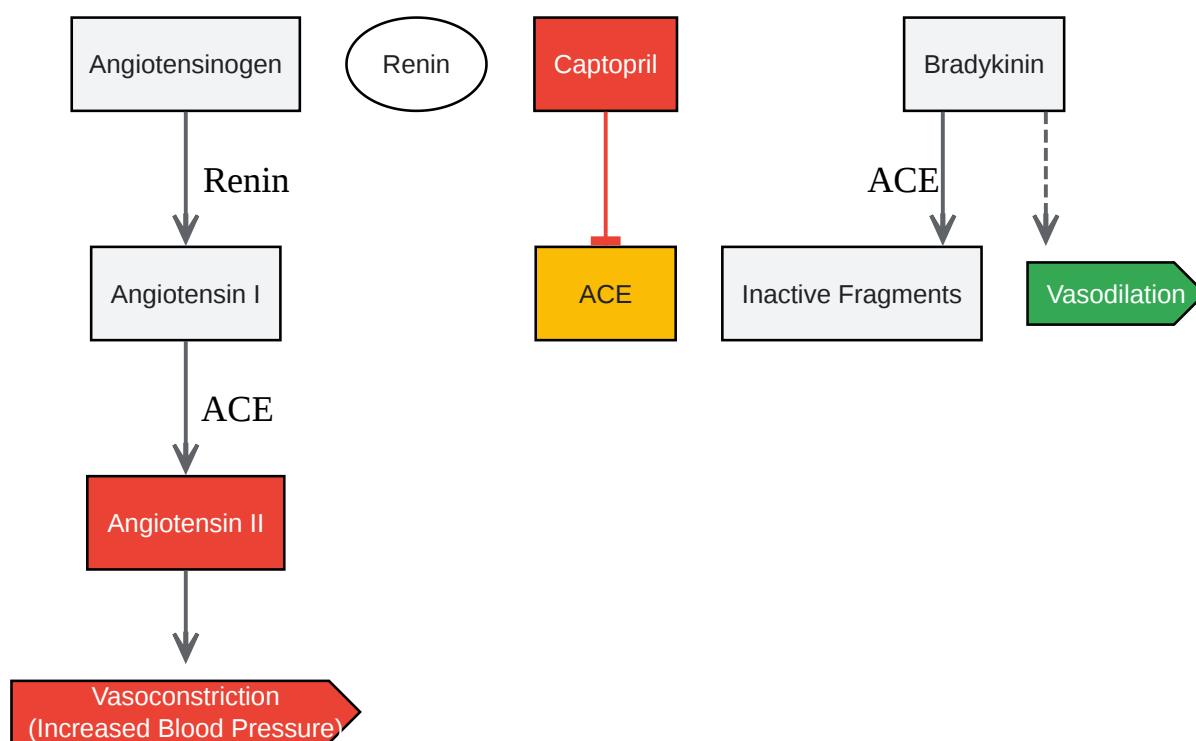 Angiotensinogen
Renin
Captopril
Bradykinin
Renin
ACE
Angiotensin I
ACE
Inactive Fragments
Vasodilation
ACE
Angiotensin II
Vasoconstriction
(Increased Blood Pressure)